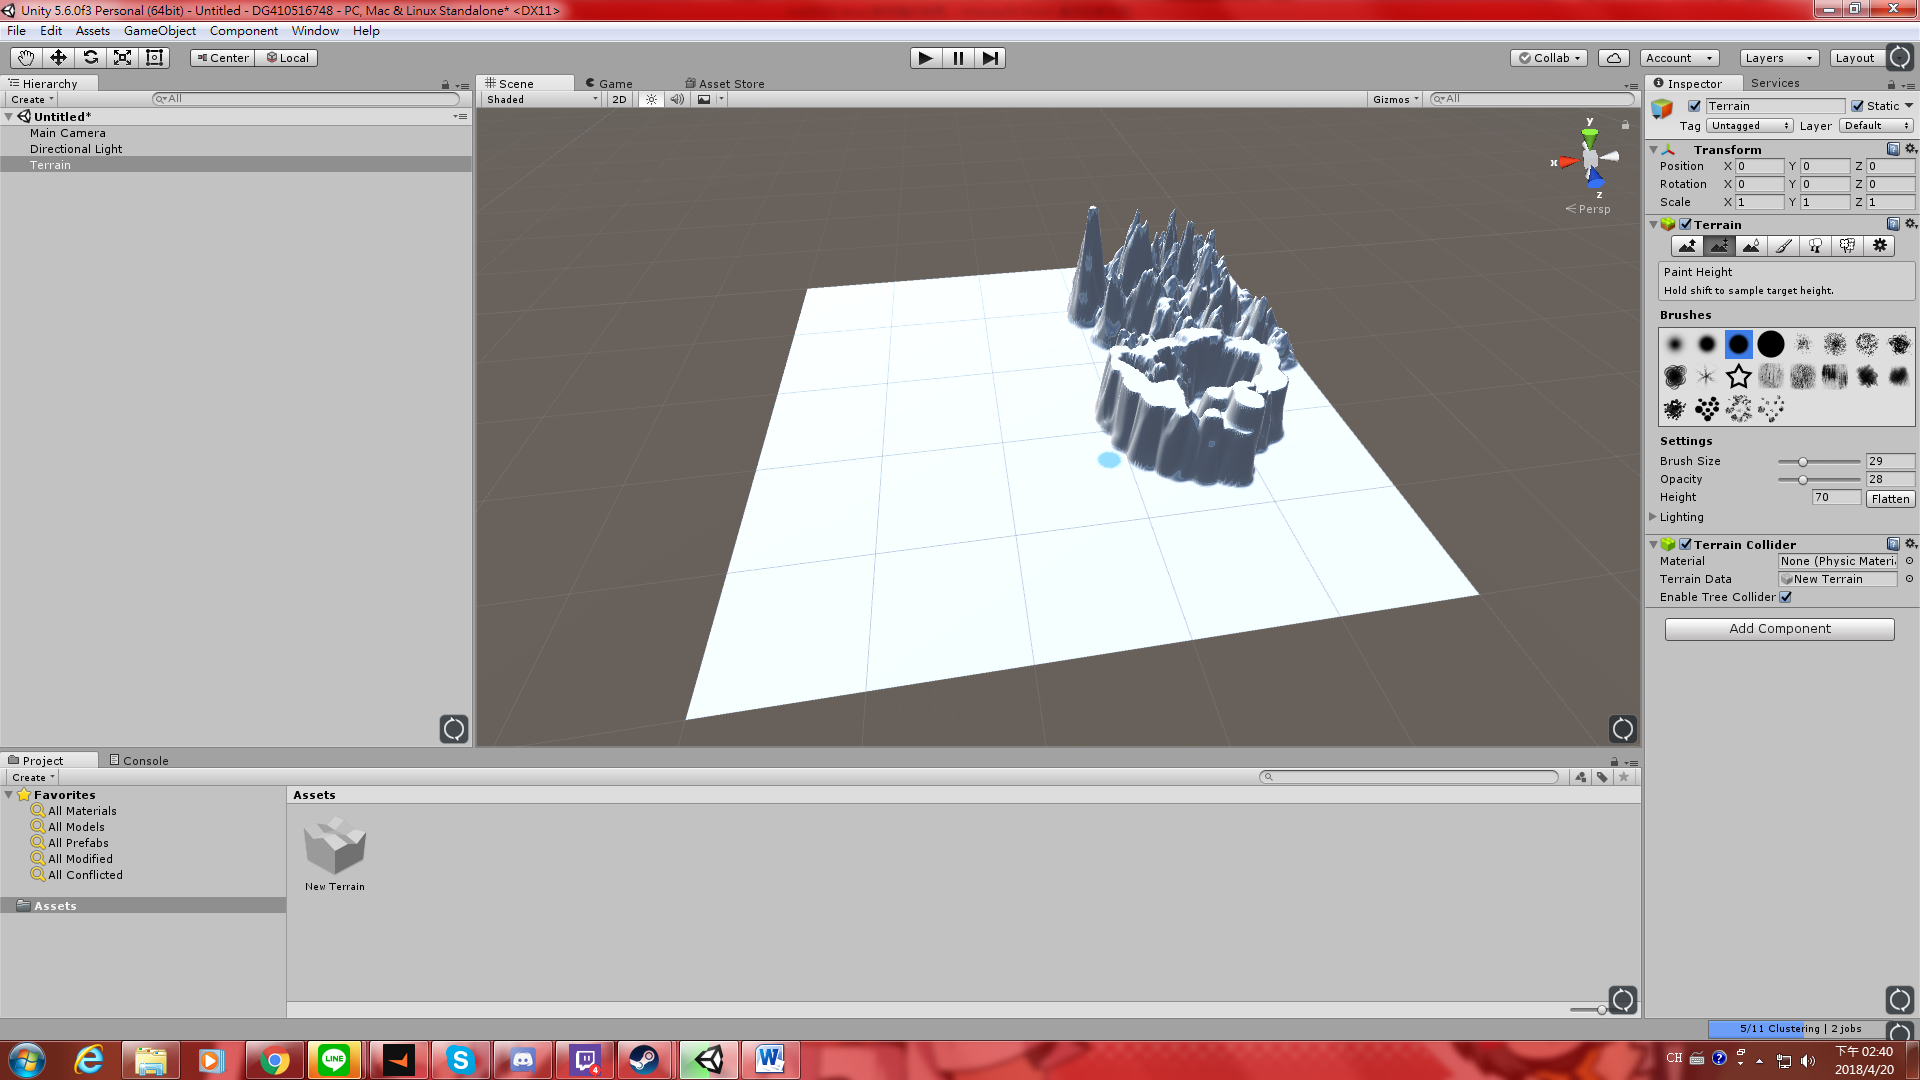 Unity 5.6.0f3 Personal (64bit) - Untitled - DG410516748 - PC, Mac & Linux Standalone* <DX11>
File Edit Assets GameObject Component Window Help
Center Local
Collab Account Layers Layout
Hierarchy
Create All
Untitled*
Main Camera
Directional Light
Terrain
Scene Game Asset Store
Shaded 2D Gizmos All
y
x
z
Persp
Inspector Services
Terrain Static
Tag Untagged Layer Default
Transform
Position X 0 Y 0 Z 0
Rotation X 0 Y 0 Z 0
Scale X 1 Y 1 Z 1
Terrain
Paint Height
Hold shift to sample target height.
Brushes
Settings
Brush Size 29
Opacity 28
Height 70 Flatten
Lighting
Terrain Collider
Material None (Physic Materi
Terrain Data New Terrain
Enable Tree Collider
Add Component
Project Console
Create
Favorites
All Materials
All Models
All Prefabs
All Modified
All Conflicted
Assets
Assets
New Terrain
5/11 Clustering | 2 jobs
LINE
4
CH
下午 02:40
2018/4/20